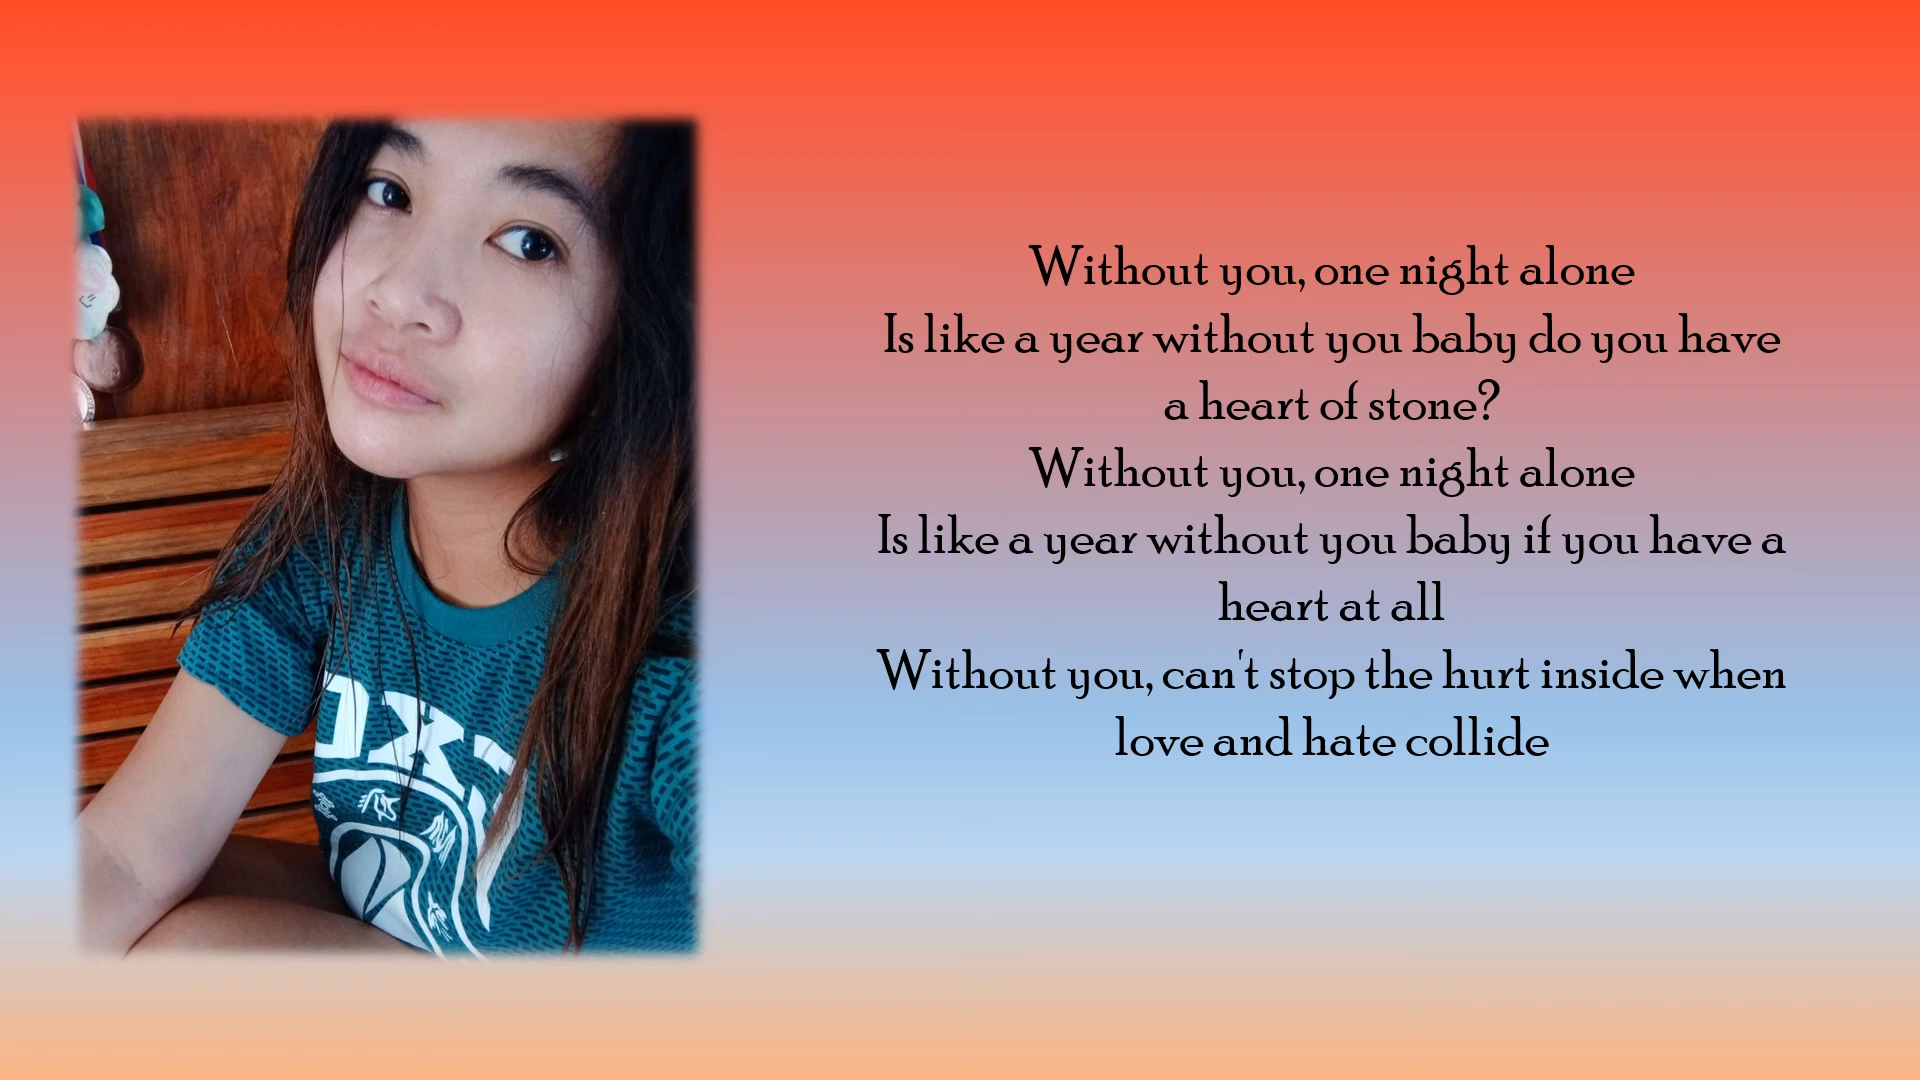 Without you, one night alone
Is like a year without you baby do you have
a heart of stone?
Without you, one night alone
Is like a year without you baby if you have a
heart at all
Without you, can't stop the hurt inside when
love and hate collide